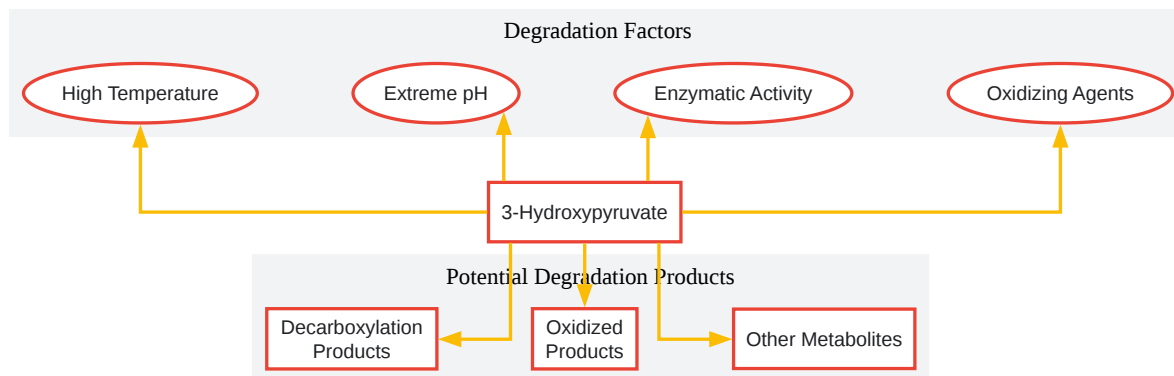 Degradation Factors
High Temperature
Extreme pH
Enzymatic Activity
Oxidizing Agents
3-Hydroxypyruvate
Potential Degradation Products
Decarboxylation
Products
Oxidized
Products
Other Metabolites